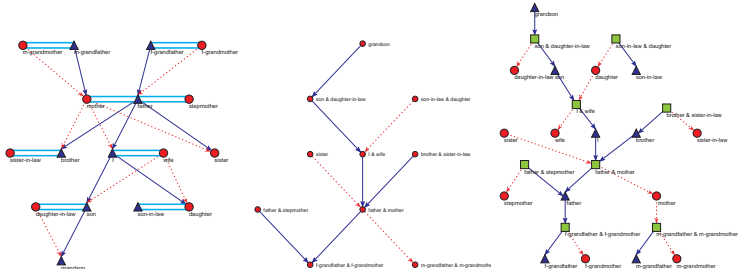 m-grandmother m-grandfather f-grandfather f-grandmother
mother father stepmother
sister-in-law brother I wife sister
daughter-in-law son son-in-law daughter
grandson
grandson
son & daughter-in-law son-in-law & daughter
sister I & wife brother & sister-in-law
father & stepmother father & mother
f-grandfather & f-grandmother m-grandfather & m-grandmothe
grandson
son & daughter-in-law son-in-law & daughter
daughter-in-law son daughter son-in-law
I & wife brother & sister-in-law
sister wife I brother sister-in-law
father & stepmother father & mother
stepmother father mother
f-grandfather & f-grandmother m-grandfather & m-grandmother
f-grandfather f-grandmother m-grandfather m-grandmother